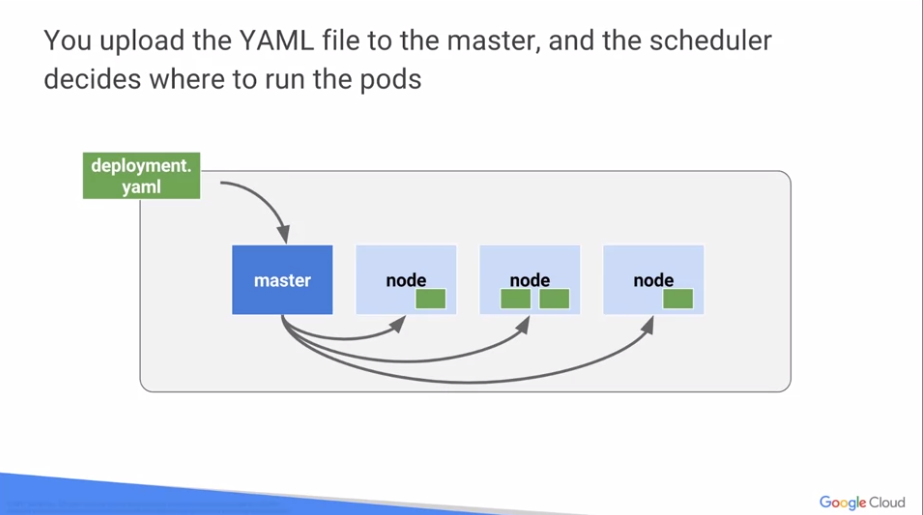 You upload the YAML file to the master, and the scheduler
decides where to run the pods
deployment.
yaml
master
node
node
node
Google Cloud